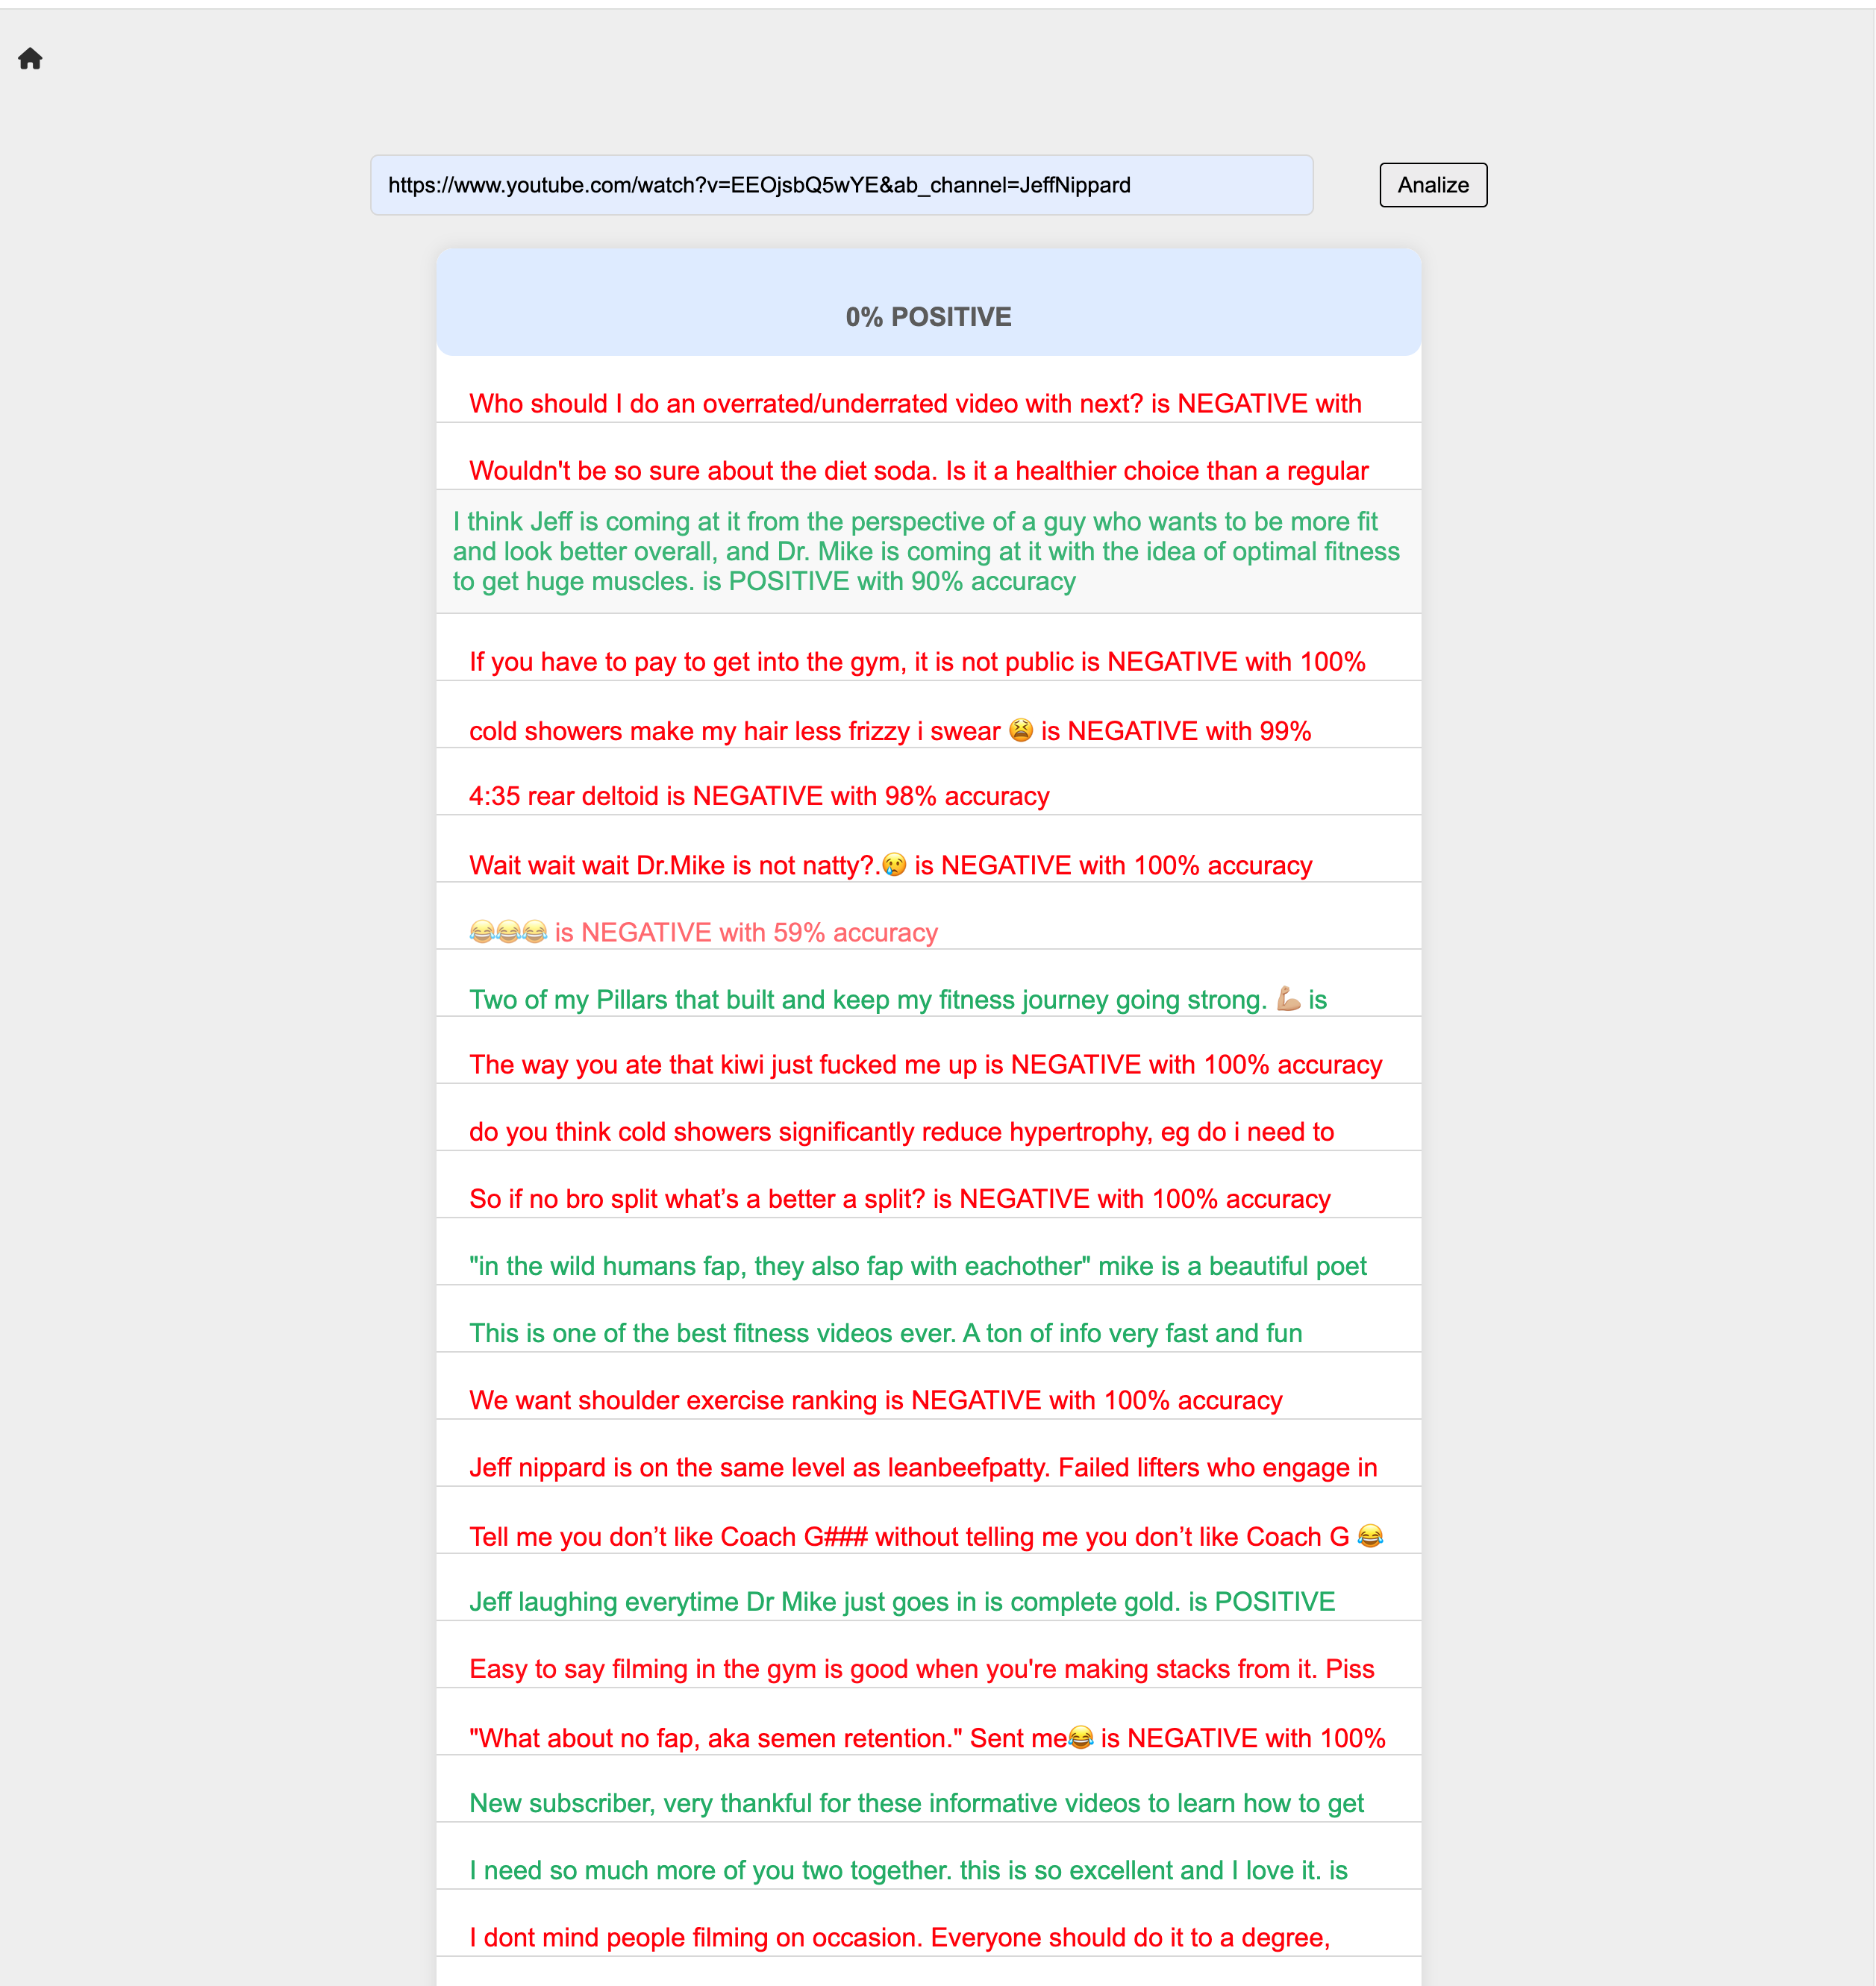 https://www.youtube.com/watch?v=EEOjsbQ5wYE&ab_channel=JeffNippard
Analize
0% POSITIVE
Who should I do an overrated/underrated video with next? is NEGATIVE with
Wouldn't be so sure about the diet soda. Is it a healthier choice than a regular
I think Jeff is coming at it from the perspective of a guy who wants to be more fit
and look better overall, and Dr. Mike is coming at it with the idea of optimal fitness
to get huge muscles. is POSITIVE with 90% accuracy
If you have to pay to get into the gym, it is not public is NEGATIVE with 100%
cold showers make my hair less frizzy i swear 😫 is NEGATIVE with 99%
4:35 rear deltoid is NEGATIVE with 98% accuracy
Wait wait wait Dr.Mike is not natty?.😢 is NEGATIVE with 100% accuracy
😂😂😂 is NEGATIVE with 59% accuracy
Two of my Pillars that built and keep my fitness journey going strong. 💪🏼 is
The way you ate that kiwi just fucked me up is NEGATIVE with 100% accuracy
do you think cold showers significantly reduce hypertrophy, eg do i need to
So if no bro split what’s a better a split? is NEGATIVE with 100% accuracy
"in the wild humans fap, they also fap with eachother" mike is a beautiful poet
This is one of the best fitness videos ever. A ton of info very fast and fun
We want shoulder exercise ranking is NEGATIVE with 100% accuracy
Jeff nippard is on the same level as leanbeefpatty. Failed lifters who engage in
Tell me you don’t like Coach G### without telling me you don’t like Coach G 😂
Jeff laughing everytime Dr Mike just goes in is complete gold. is POSITIVE
Easy to say filming in the gym is good when you're making stacks from it. Piss
"What about no fap, aka semen retention." Sent me😂 is NEGATIVE with 100%
New subscriber, very thankful for these informative videos to learn how to get
I need so much more of you two together. this is so excellent and I love it. is
I dont mind people filming on occasion. Everyone should do it to a degree,